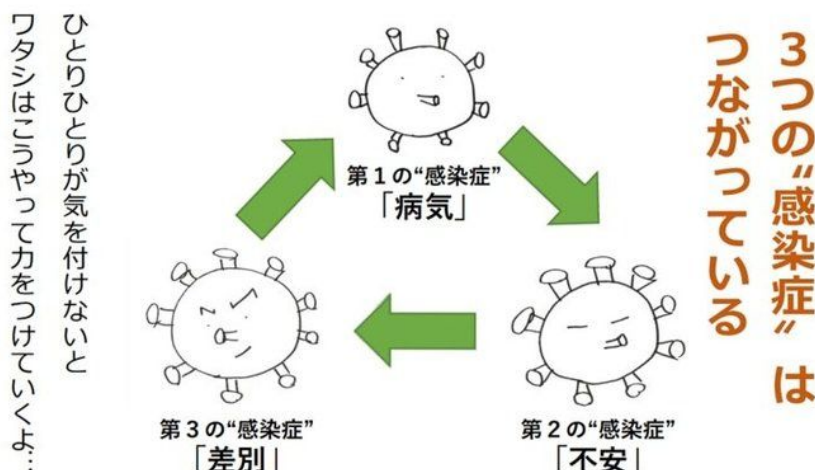 3つの“感染症”は
つながっている
第1の“感染症”
「病気」
第2の“感染症”
「不安」
第3の“感染症”
「差別」
ひとりひとりが気を付けないと
ワタシはこうやって力をつけていくよ…